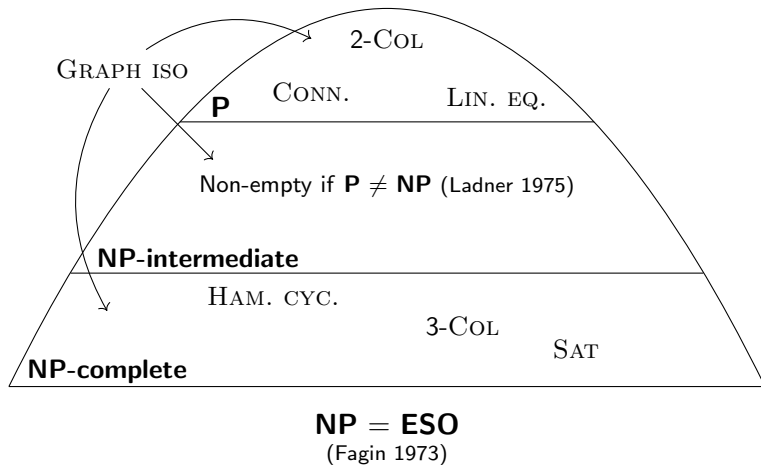 2-COL
GRAPH ISO
CONN.
LIN. EQ.
P
Non-empty if P ≠ NP (Ladner 1975)
NP-intermediate
HAM. CYC.
3-COL
SAT
NP-complete
NP = ESO
(Fagin 1973)